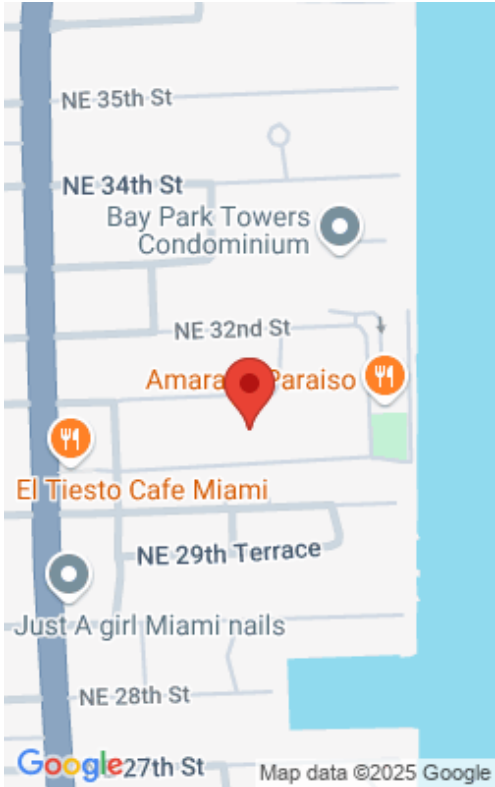 NE 35th St
NE 34th St
Bay Park Towers
Condominium
NE 32nd St
Amara Paraiso
El Tiesto Cafe Miami
NE 29th Terrace
Just A girl Miami nails
NE 28th St
Google
27th St
Map data ©2025 Google